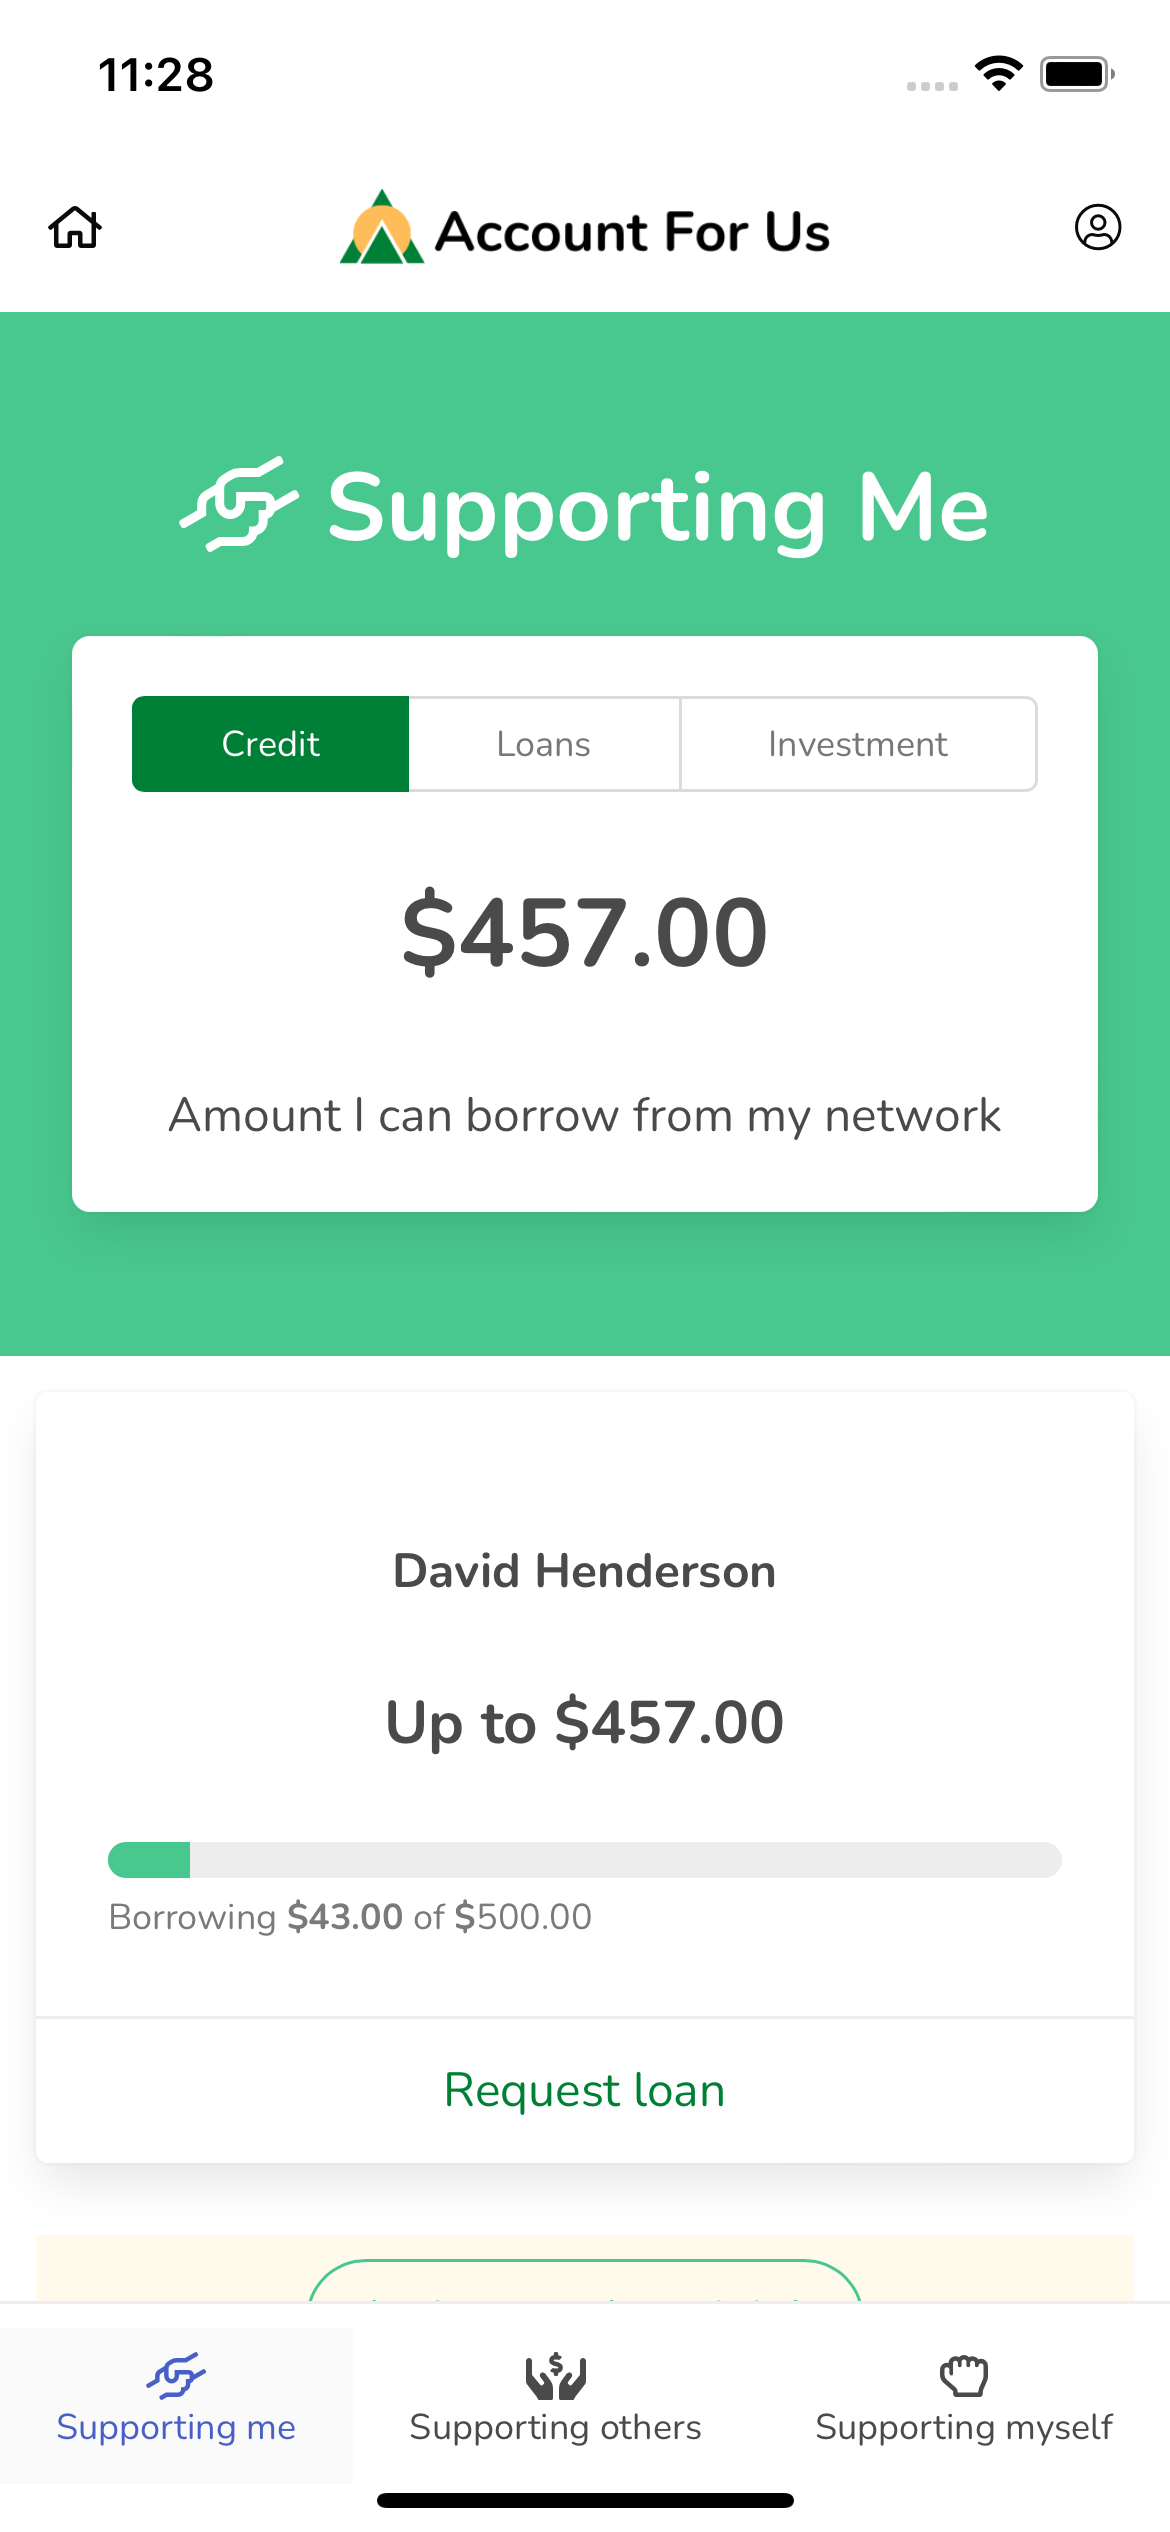 11:28
Account For Us
Supporting Me
Credit Loans Investment
$457.00
Amount I can borrow from my network
David Henderson
Up to $457.00
Borrowing $43.00 of $500.00
Request loan
Supporting me Supporting others Supporting myself